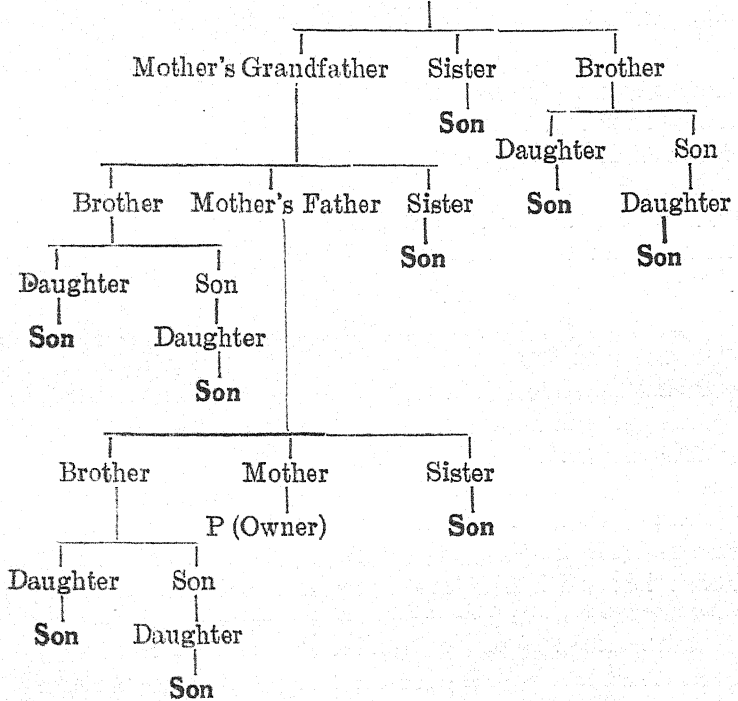 Mother's Grandfather Sister Brother
Son
Daughter Son
Brother Mother's Father Sister Son Daughter
Son Son
Daughter Son
Son Daughter
Son
Brother Mother Sister
P (Owner) Son
Daughter Son
Son Daughter
Son